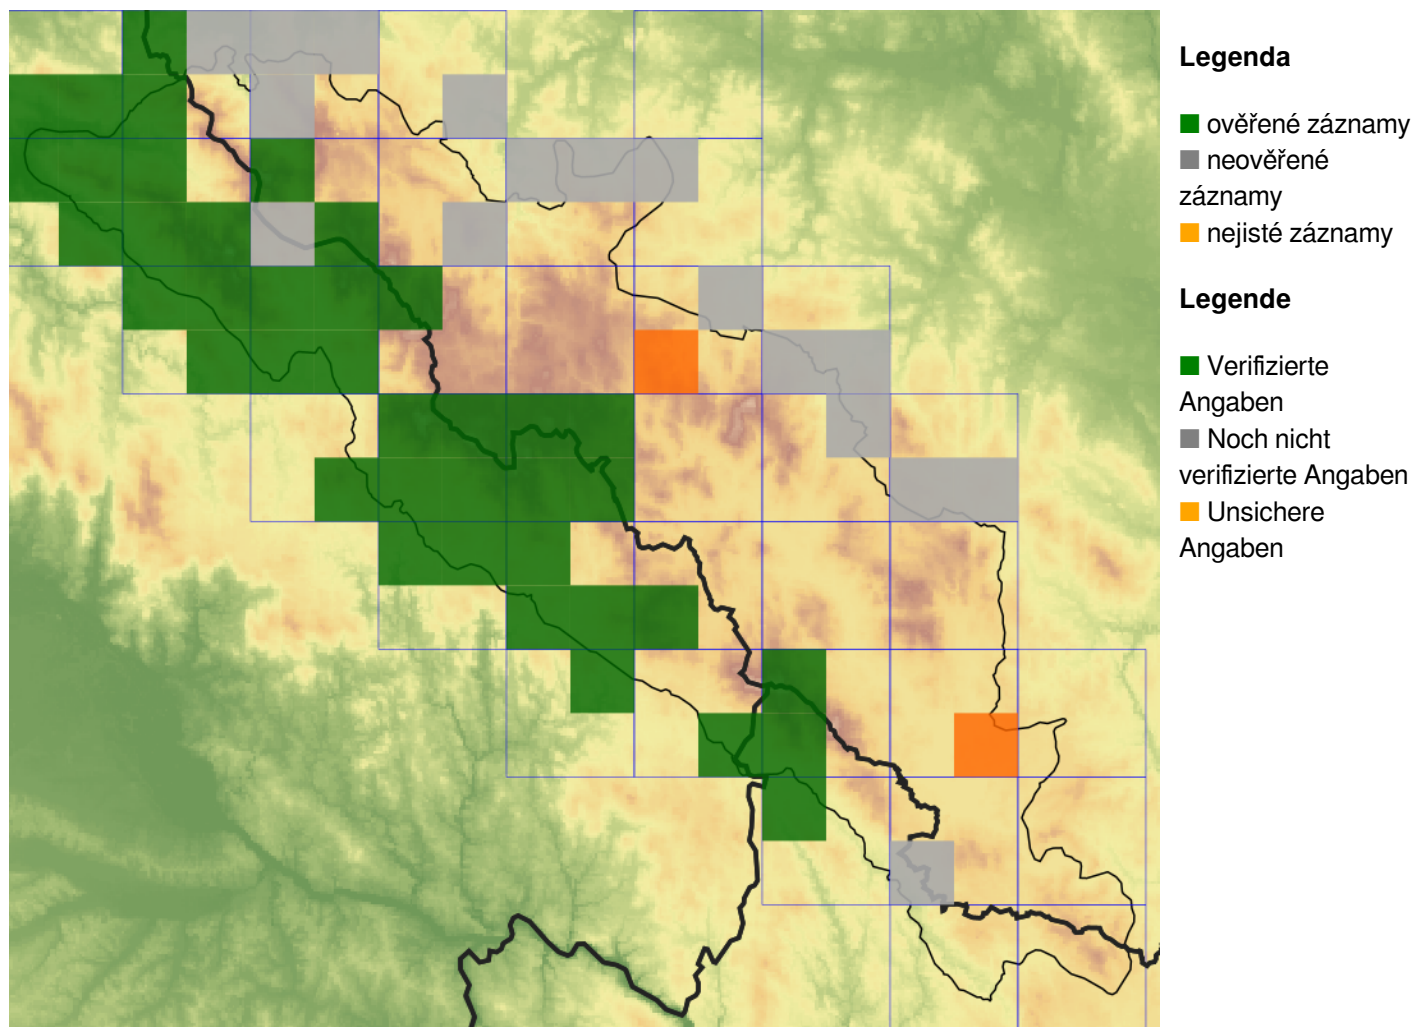 Legenda
ověřené záznamy
neověřené
záznamy
nejisté záznamy
Legende
Verifizierte
Angaben
Noch nicht
verifizierte Angaben
Unsichere
Angaben